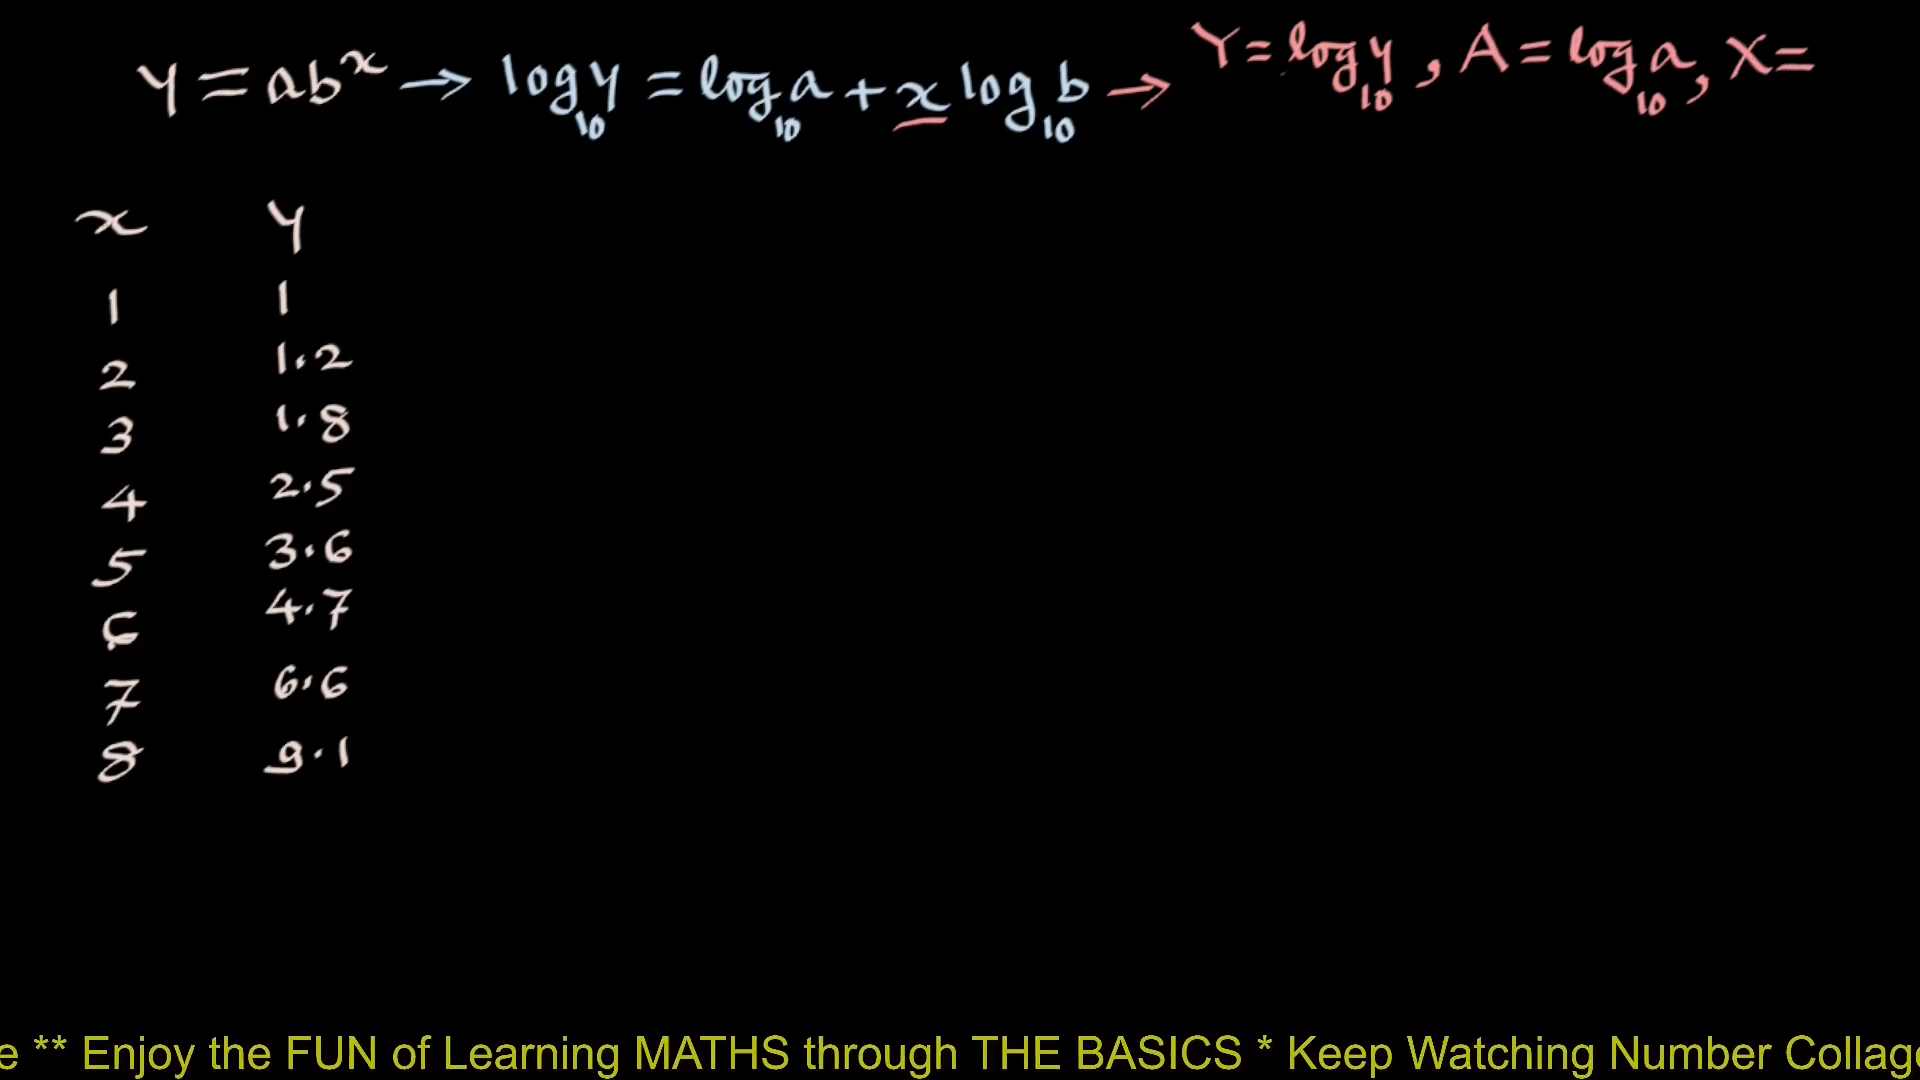 y = ab^x → log₁₀ y = log₁₀ a + x log₁₀ b → Y = log₁₀ y , A = log₁₀ a , X =
x y
1 1
2 1.2
3 1.8
4 2.5
5 3.6
6 4.7
7 6.6
8 9.1
e ** Enjoy the FUN of Learning MATHS through THE BASICS * Keep Watching Number Collage